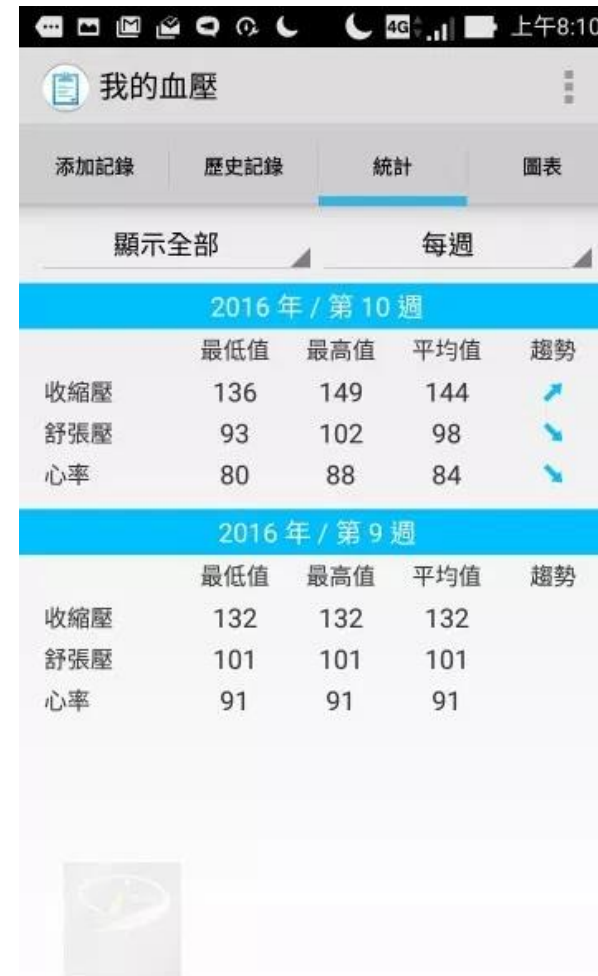 4G 上午8:10
我的血壓
添加記錄 歷史記錄 統計 圖表
顯示全部 每週
2016 年 / 第 10 週
最低值 最高值 平均值 趨勢
收縮壓 136 149 144
舒張壓 93 102 98
心率 80 88 84
2016 年 / 第 9 週
最低值 最高值 平均值 趨勢
收縮壓 132 132 132
舒張壓 101 101 101
心率 91 91 91